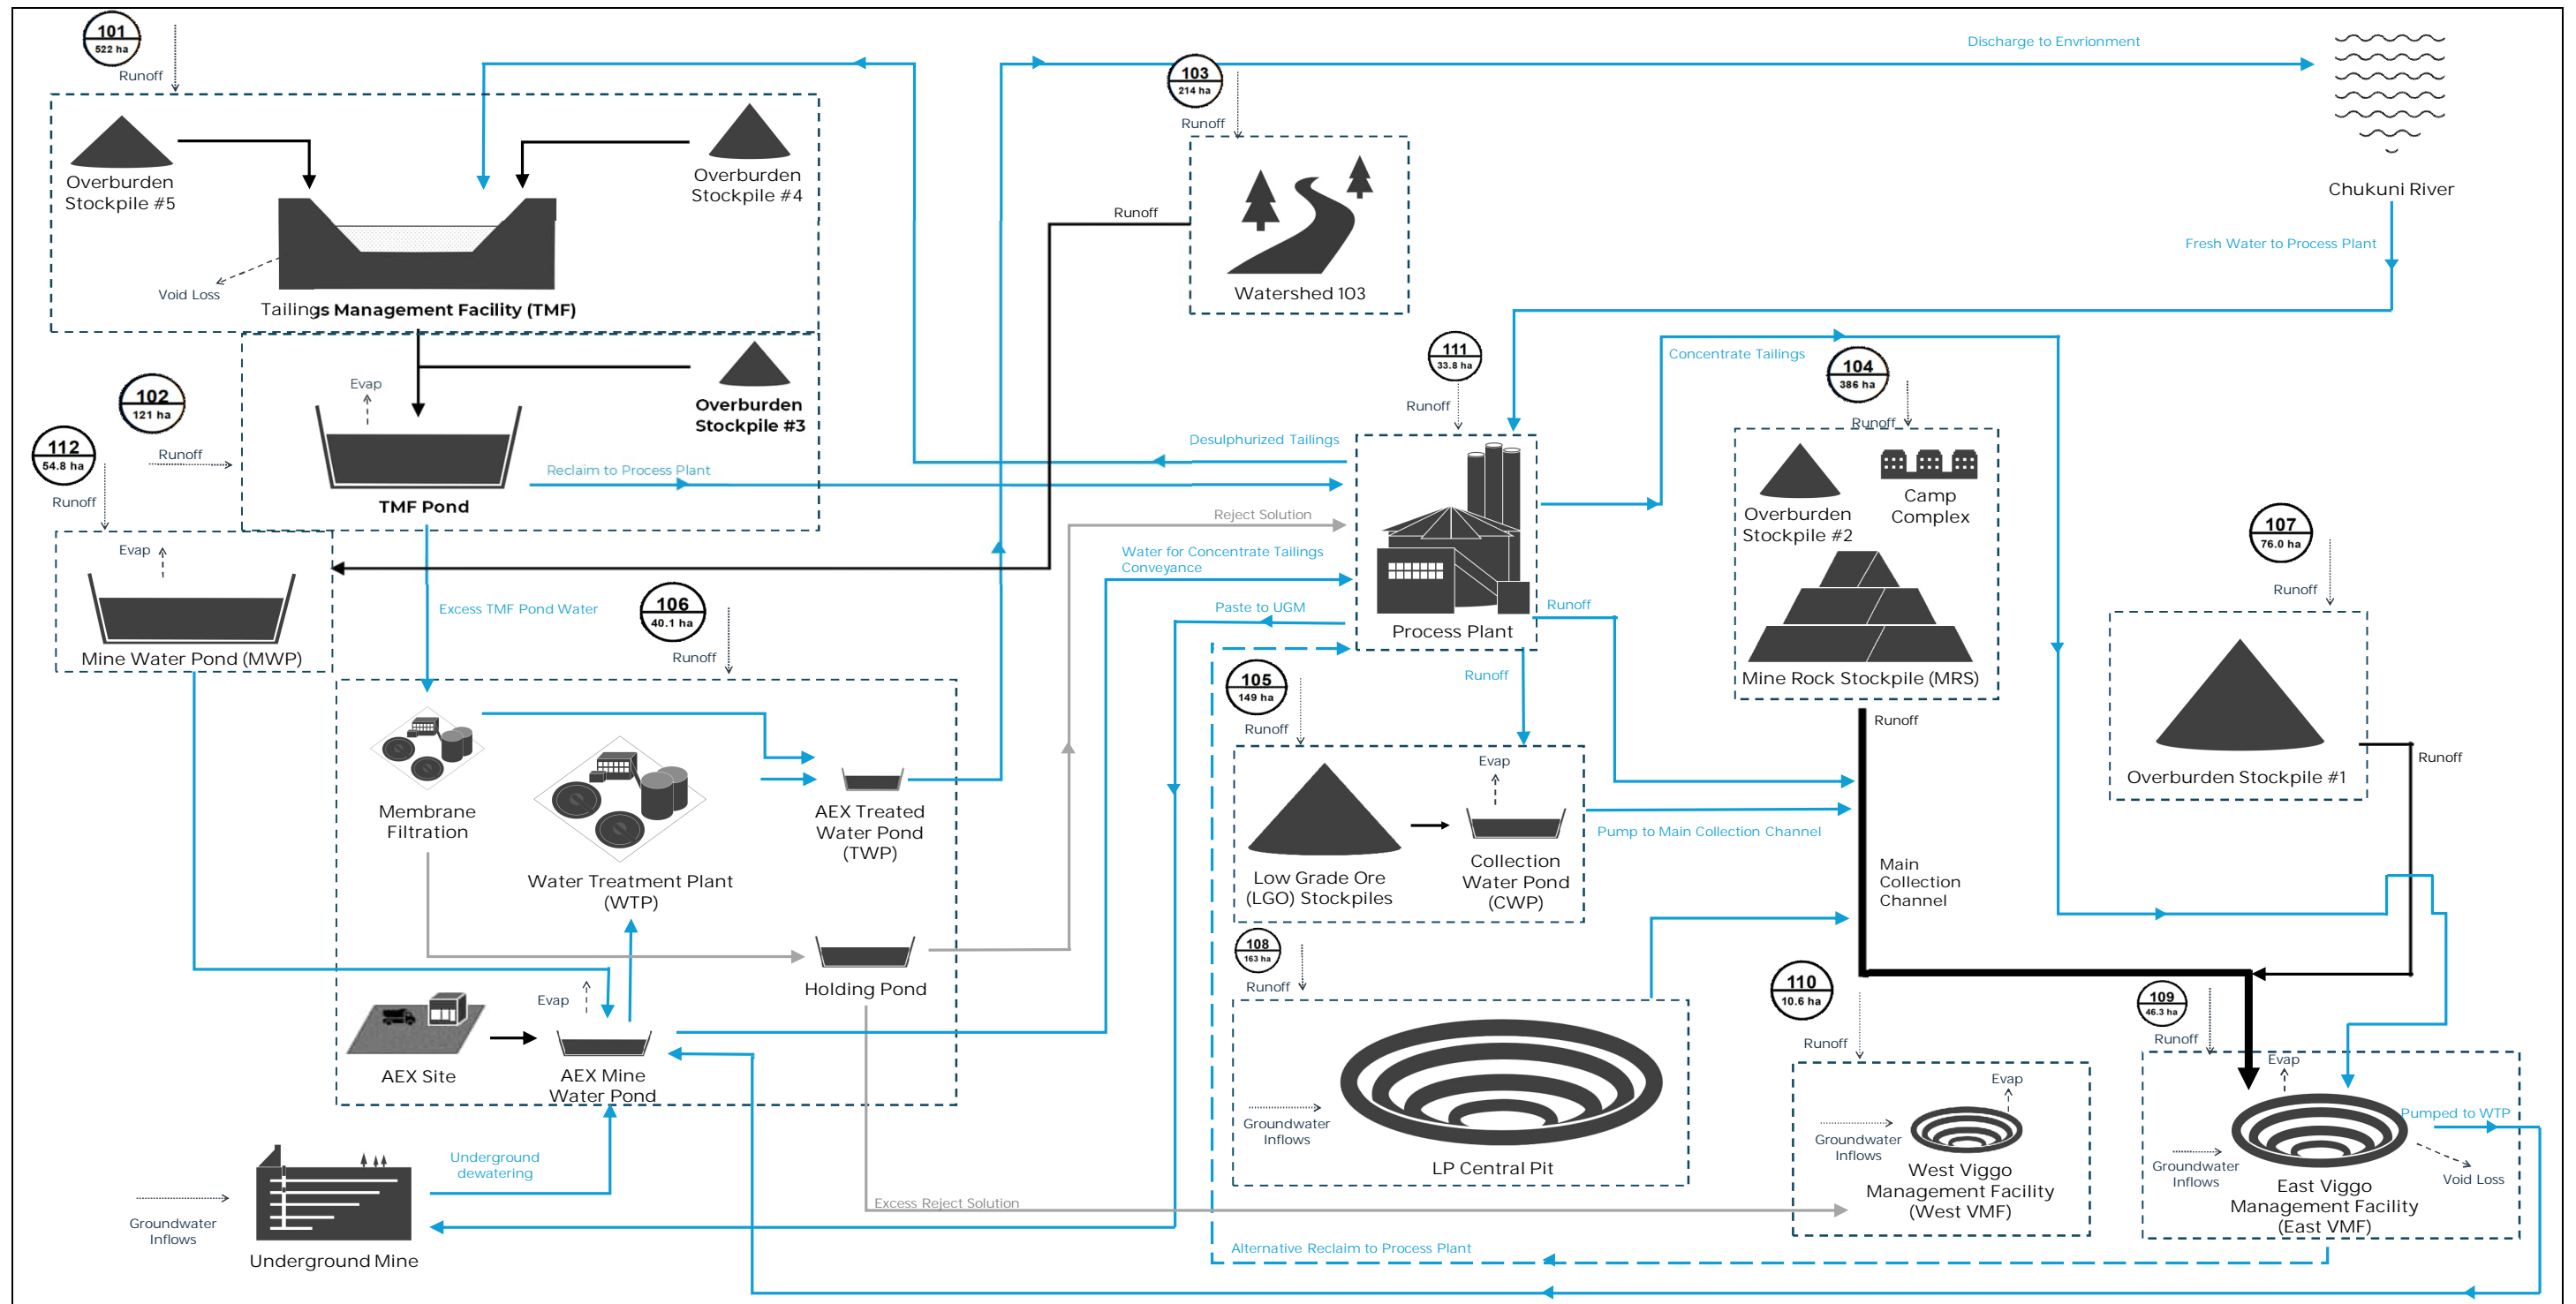 101
522 ha
Runoff
Overburden
Stockpile #5
Overburden
Stockpile #4
Void Loss
Tailings Management Facility (TMF)
103
214 ha
Runoff
Runoff
Watershed 103
Discharge to Envrionment
Chukuni River
Fresh Water to Process Plant
102
121 ha
Runoff
Evap
Overburden
Stockpile #3
TMF Pond
Reclaim to Process Plant
112
54.8 ha
Runoff
Evap
Mine Water Pond (MWP)
Excess TMF Pond Water
Desulphurized Tailings
Reject Solution
Water for Concentrate Tailings
Conveyance
Paste to UGM
111
33.8 ha
Runoff
Process Plant
Runoff
Runoff
Concentrate Tailings
104
386 ha
Runoff
Overburden
Stockpile #2
Camp
Complex
Mine Rock Stockpile (MRS)
Runoff
107
76.0 ha
Runoff
Overburden Stockpile #1
Runoff
106
40.1 ha
Runoff
Membrane
Filtration
Water Treatment Plant
(WTP)
AEX Treated
Water Pond
(TWP)
Holding Pond
Evap
AEX Site
AEX Mine
Water Pond
105
149 ha
Runoff
Evap
Low Grade Ore
(LGO) Stockpiles
Collection
Water Pond
(CWP)
Pump to Main Collection Channel
Main
Collection
Channel
108
163 ha
Runoff
Groundwater
Inflows
LP Central Pit
110
10.6 ha
Runoff
Evap
Groundwater
Inflows
West Viggo
Management Facility
(West VMF)
109
46.3 ha
Runoff
Evap
Pumped to WTP
Groundwater
Inflows
Void Loss
East Viggo
Management Facility
(East VMF)
Underground
dewatering
Groundwater
Inflows
Underground Mine
Excess Reject Solution
Alternative Reclaim to Process Plant